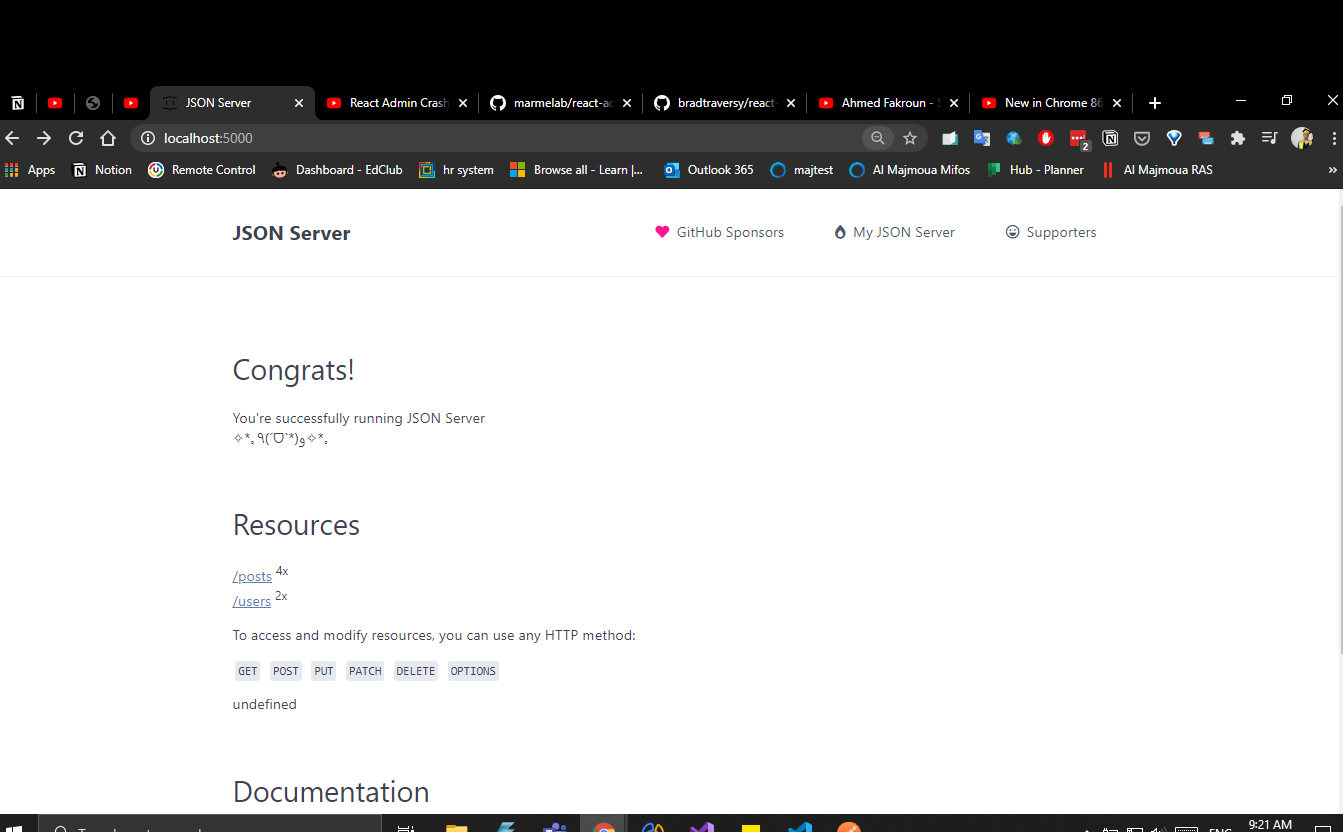 JSON Server
React Admin Crash
marmelab/react-ad
bradtraversy/react-
Ahmed Fakroun - S
New in Chrome 86
localhost:5000
2
Apps
Notion
Remote Control
Dashboard - EdClub
hr system
Browse all - Learn |...
Outlook 365
majtest
Al Majmoua Mifos
Hub - Planner
Al Majmoua RAS
»
JSON Server
GitHub Sponsors
My JSON Server
Supporters
Congrats!
You're successfully running JSON Server
✧*｡٩(ˊᗜˋ*)و✧*｡
Resources
/posts 4x
/users 2x
To access and modify resources, you can use any HTTP method:
GET POST PUT PATCH DELETE OPTIONS
undefined
Documentation
9:21 AM